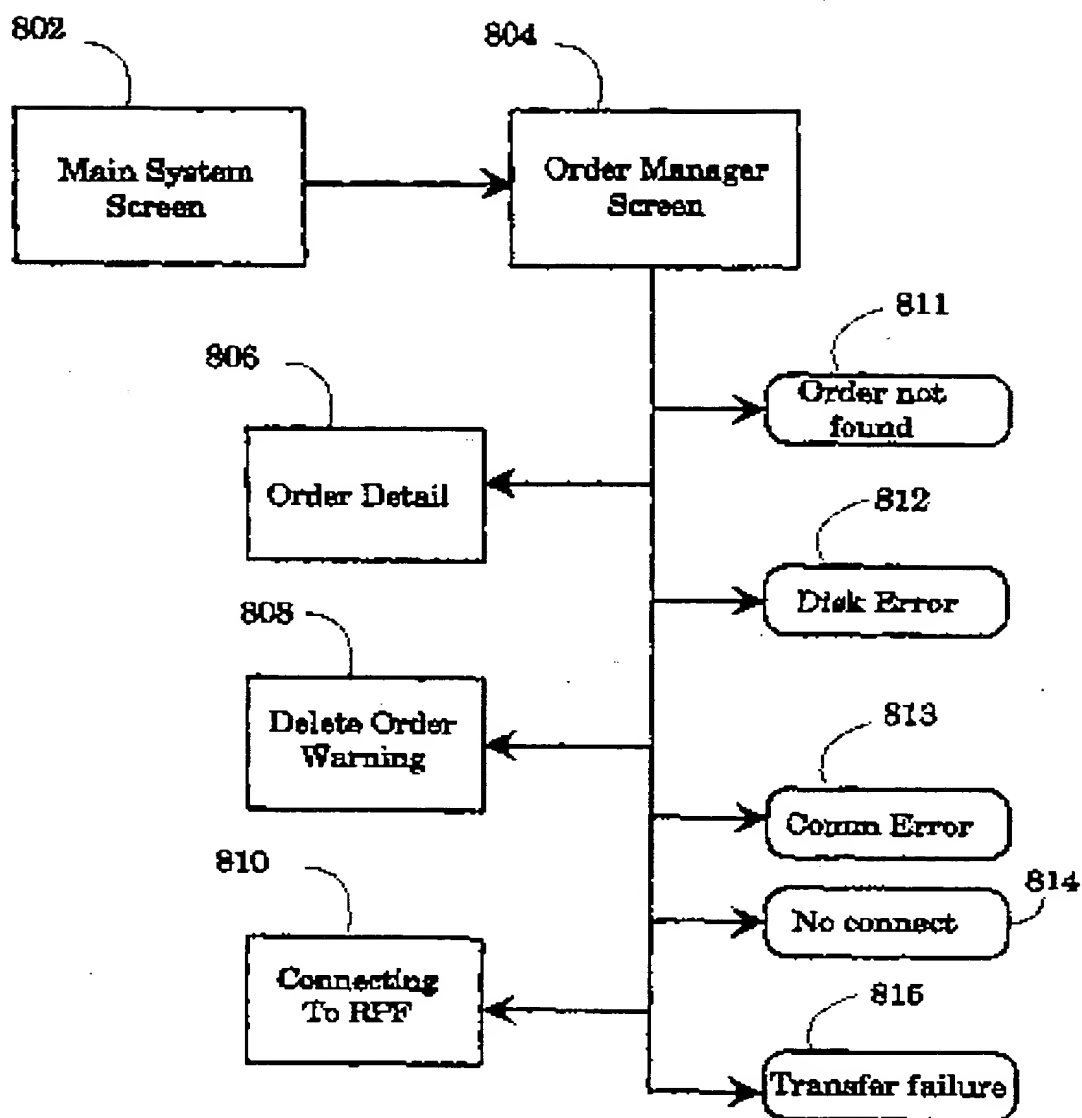 802
804
Main System
Screen
Order Manager
Screen
811
Order not
found
806
Order Detail
812
Disk Error
808
Delete Order
Warning
813
Comm Error
810
814
No connect
Connecting
To RPF
815
Transfer failure